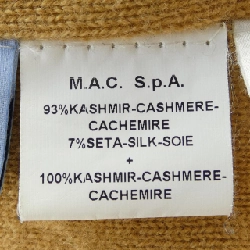 M.A.C. S.p.A.
93%KASHMIR-CASHMERE-
CACHEMIRE
7%SETA-SILK-SOIE
+
100%KASHMIR-CASHMERE-
CACHEMIRE